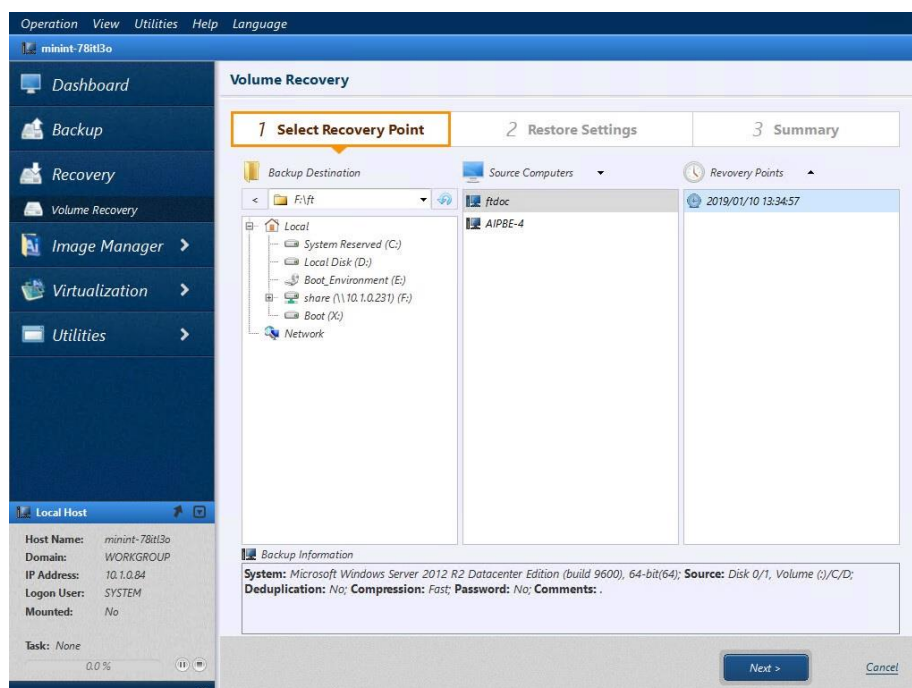 Operation View Utilities Help Language
minint-78itl3o
Dashboard
Backup
Recovery
Volume Recovery
Image Manager
Virtualization
Utilities
Local Host
Host Name: minint-78itl3o
Domain: WORKGROUP
IP Address: 10.1.0.84
Logon User: SYSTEM
Mounted: No
Task: None
0.0 %
Volume Recovery
1 Select Recovery Point
2 Restore Settings
3 Summary
Backup Destination
< F:\ft
Local
System Reserved (C:)
Local Disk (D:)
Boot_Environment (E:)
share (\\10.1.0.231) (F:)
Boot (X:)
Network
Source Computers
ftdoc
AIPBE-4
Revovery Points
2019/01/10 13:34:57
Backup Information
System: Microsoft Windows Server 2012 R2 Datacenter Edition (build 9600), 64-bit(64); Source: Disk 0/1, Volume (:)/C/D;
Deduplication: No; Compression: Fast; Password: No; Comments: .
Next >
Cancel